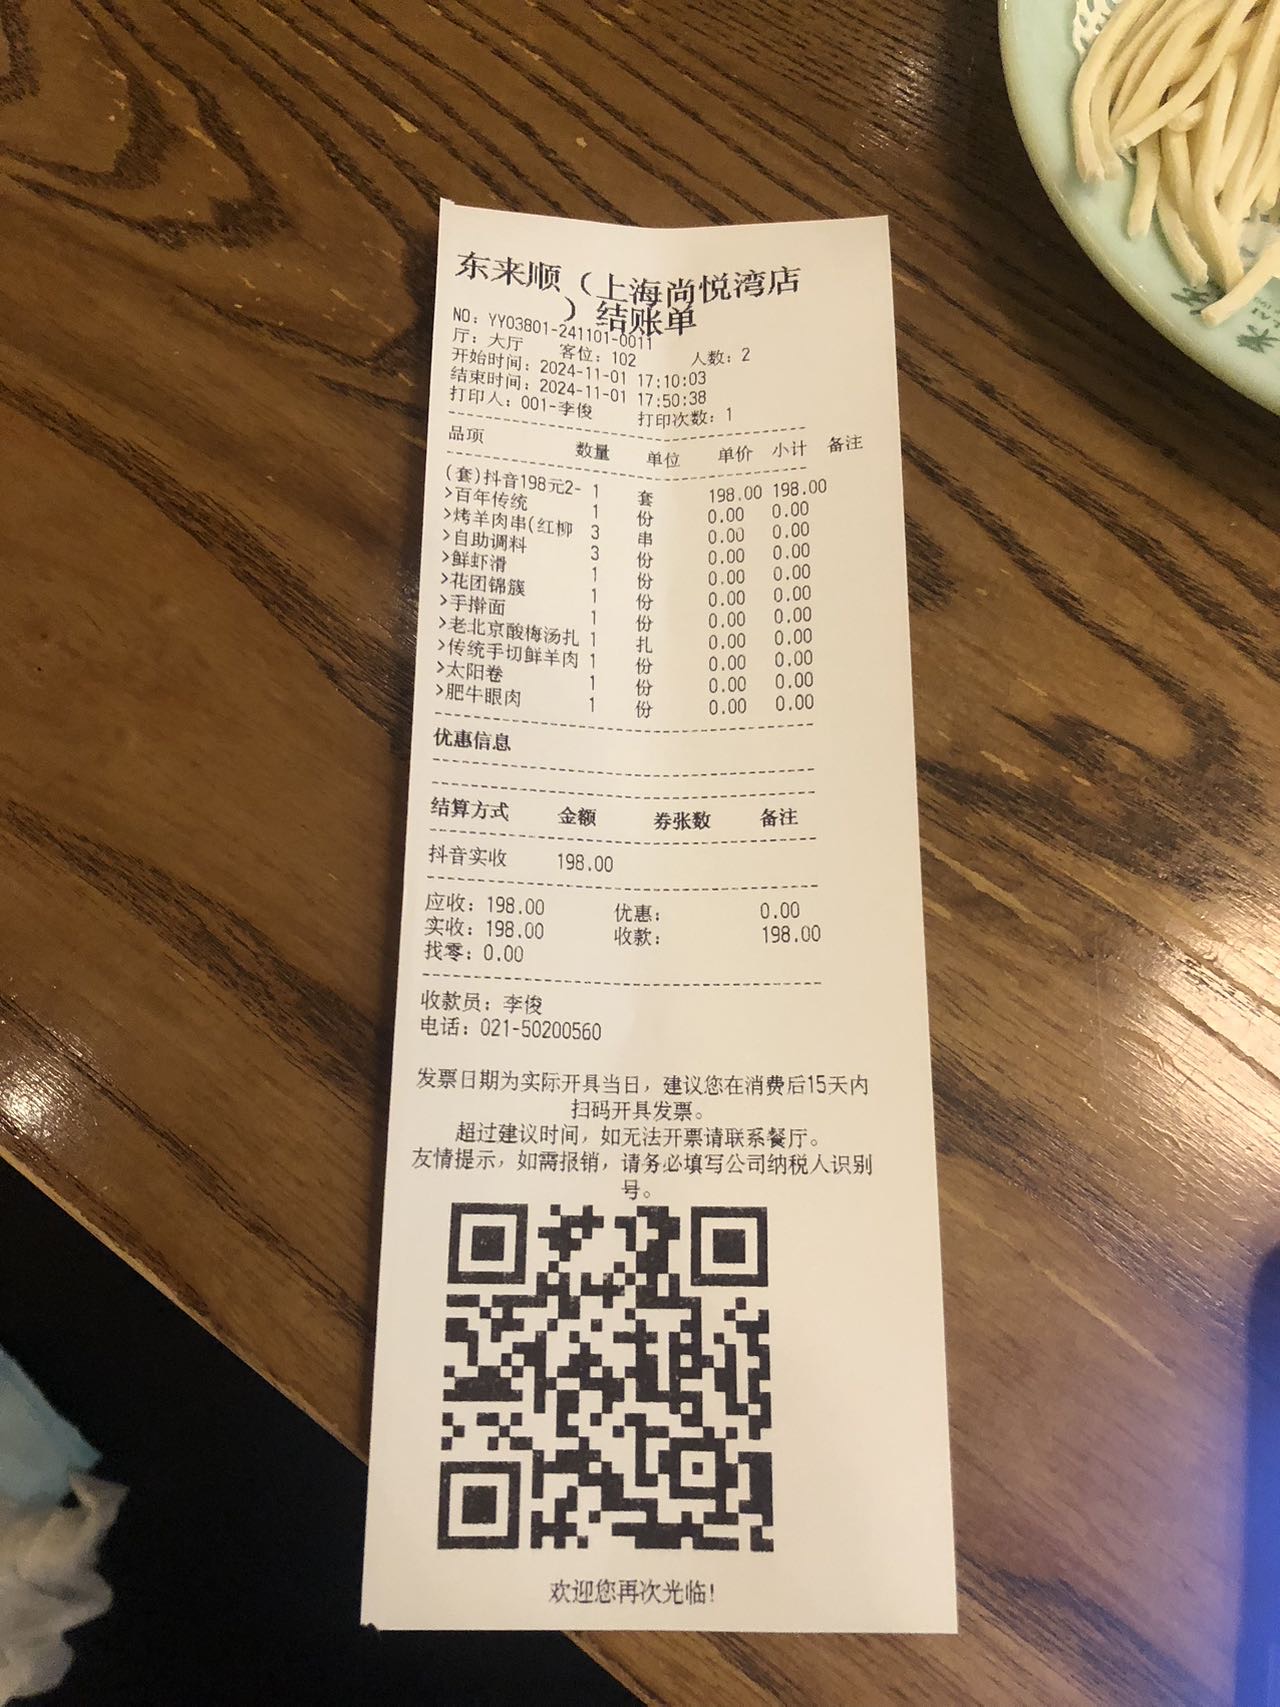 东来顺（上海尚悦湾店
）结账单
NO: YY03801-241101-0011
厅: 大厅 客位: 102 人数: 2
开始时间: 2024-11-01 17:10:03
结束时间: 2024-11-01 17:50:38
打印人: 001-李俊 打印次数: 1
品项 数量 单位 单价 小计 备注
(套)抖音198元2- 1 套 198.00 198.00
>百年传统 1 份 0.00 0.00
>烤羊肉串(红柳 3 串 0.00 0.00
>自助调料 3 份 0.00 0.00
>鲜虾滑 1 份 0.00 0.00
>花团锦簇 1 份 0.00 0.00
>手擀面 1 份 0.00 0.00
>老北京酸梅汤扎 1 扎 0.00 0.00
>传统手切鲜羊肉 1 份 0.00 0.00
>太阳卷 1 份 0.00 0.00
>肥牛眼肉 1 份 0.00 0.00
优惠信息
结算方式 金额 券张数 备注
抖音实收 198.00
应收: 198.00 优惠: 0.00
实收: 198.00 收款: 198.00
找零: 0.00
收款员: 李俊
电话: 021-50200560
发票日期为实际开具当日，建议您在消费后15天内
扫码开具发票。
超过建议时间，如无法开票请联系餐厅。
友情提示，如需报销，请务必填写公司纳税人识别
号。
欢迎您再次光临!